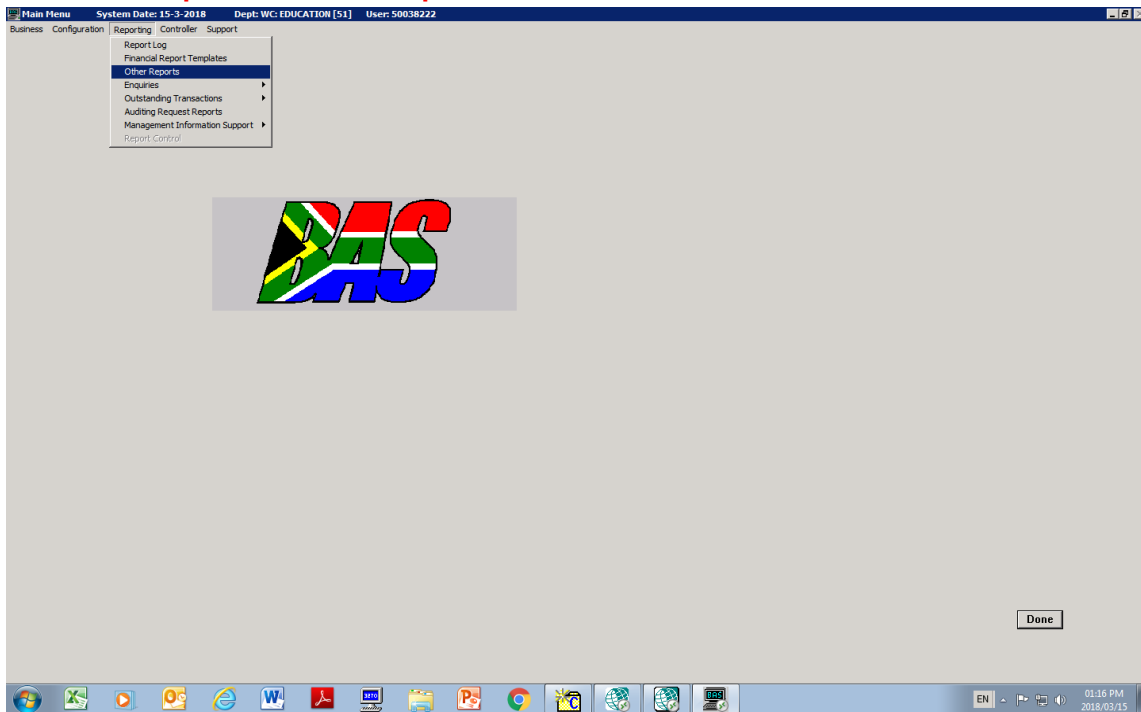 Main Menu System Date: 15-3-2018 Dept: WC: EDUCATION [51] User: 50038222
Business Configuration Reporting Controller Support
Report Log
Financial Report Templates
Other Reports
Enquiries
Outstanding Transactions
Auditing Request Reports
Management Information Support
Report Control
BAS
Done
EN
01:16 PM
2018/03/15